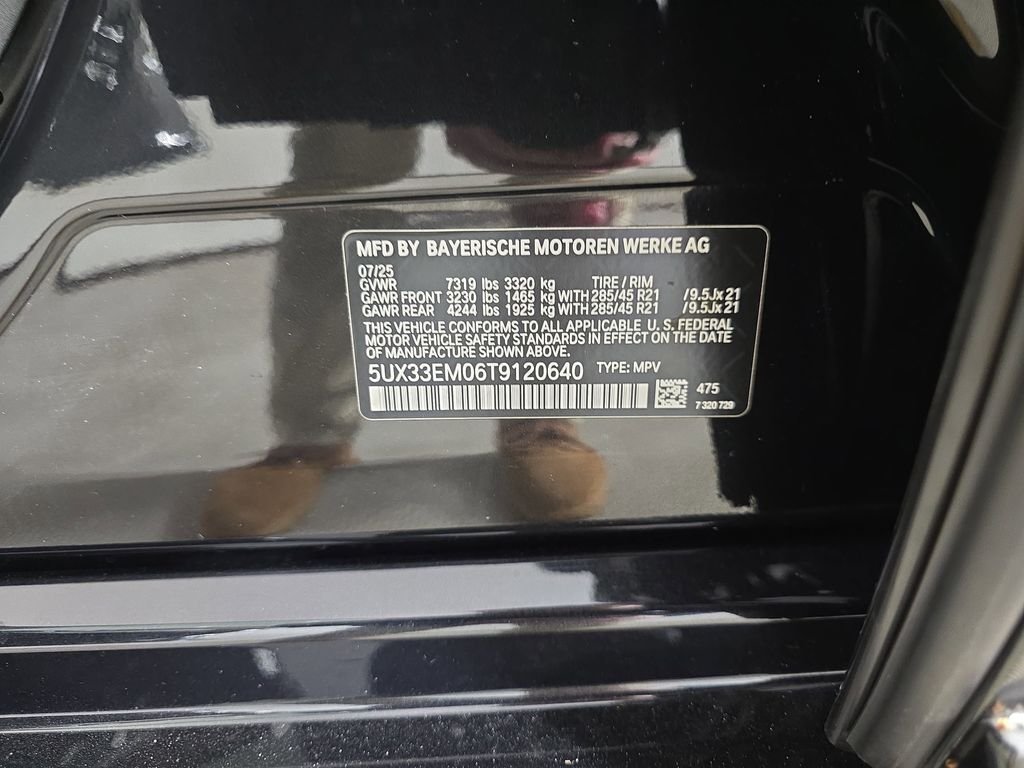 MFD BY BAYERISCHE MOTOREN WERKE AG
07/25
GVWR 7319 lbs 3320 kg TIRE / RIM
GAWR FRONT 3230 lbs 1465 kg WITH 285/45 R21 /9.5Jx21
GAWR REAR 4244 lbs 1925 kg WITH 285/45 R21 /9.5Jx21
THIS VEHICLE CONFORMS TO ALL APPLICABLE U. S. FEDERAL
MOTOR VEHICLE SAFETY STANDARDS IN EFFECT ON THE DATE
OF MANUFACTURE SHOWN ABOVE.
5UX33EM06T9120640 TYPE: MPV
475
7 320 729